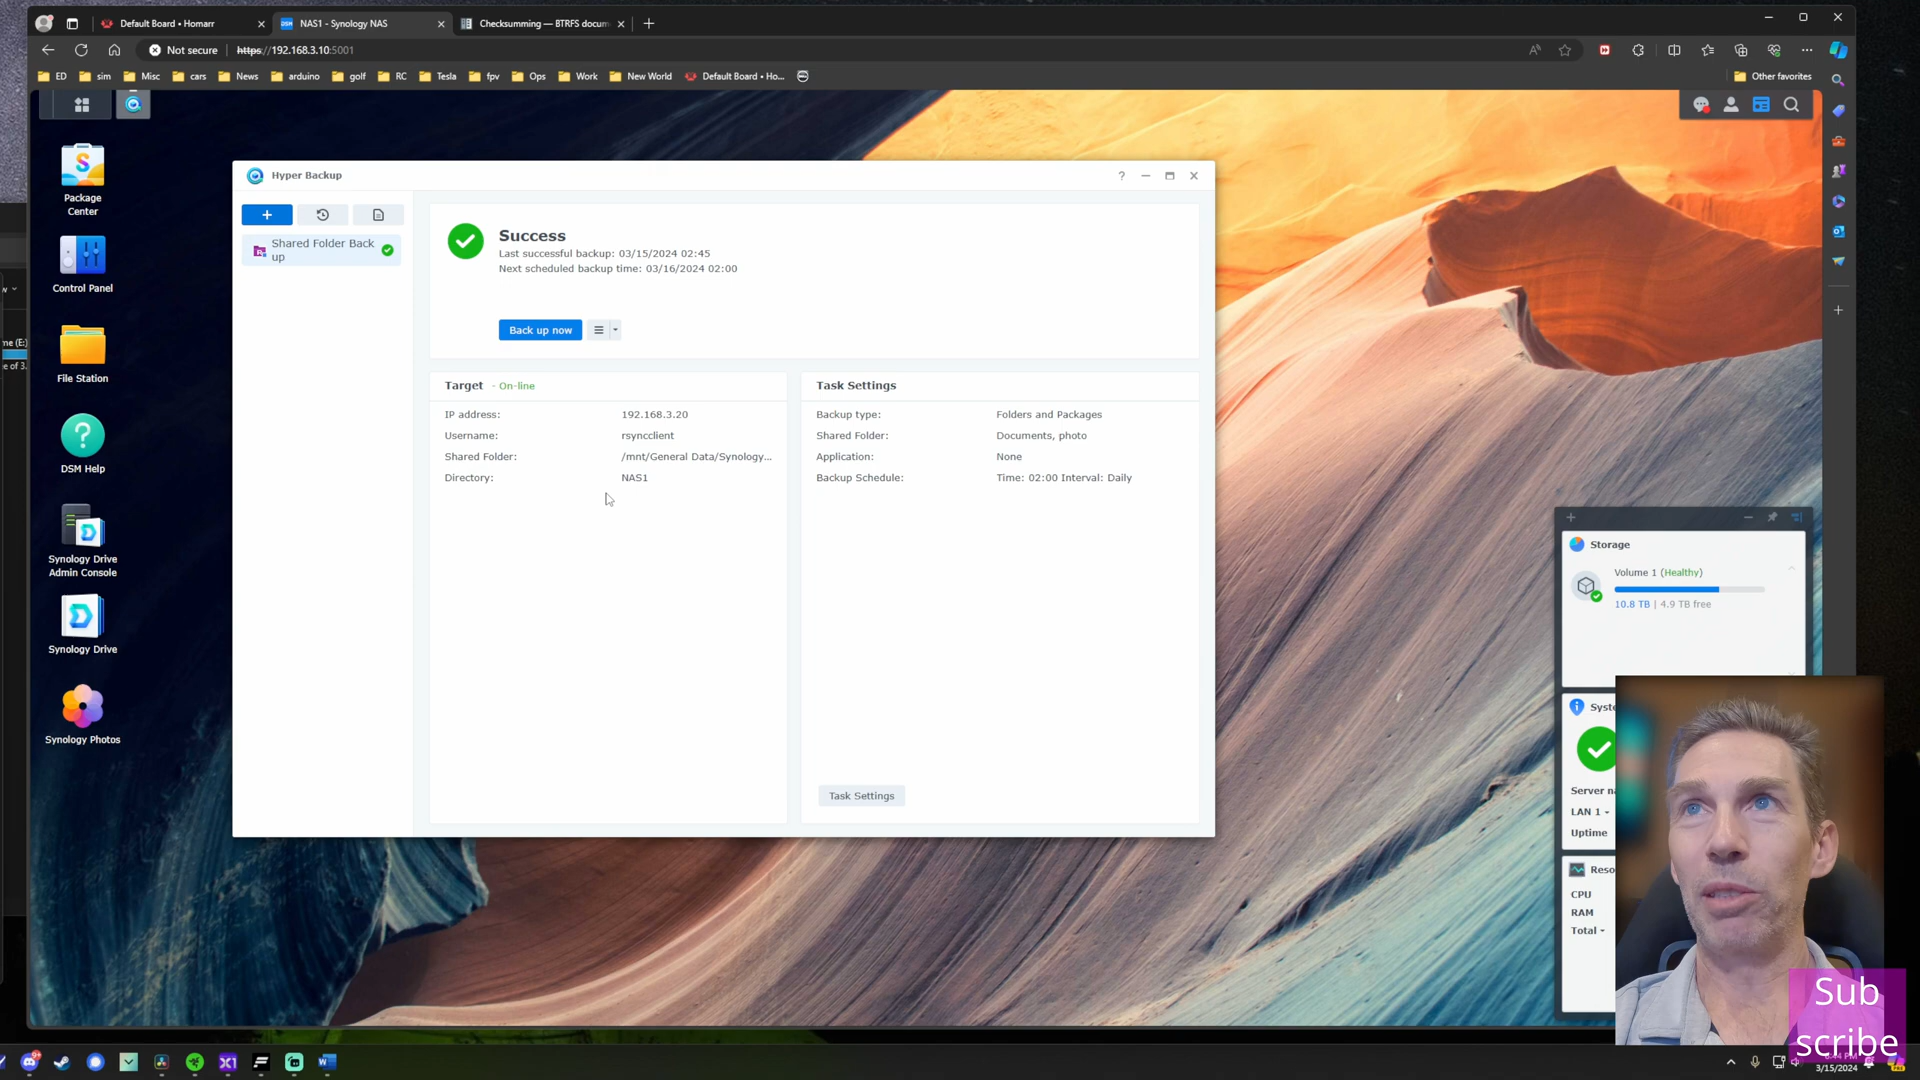 Default Board • Homarr
NAS1 - Synology NAS
Checksumming — BTRFS docum
Not secure
https://192.168.3.10:5001
ED
sim
Misc
cars
News
arduino
golf
RC
Tesla
fpv
Ops
Work
New World
Default Board • Ho...
Other favorites
Package
Center
Control Panel
File Station
DSM Help
Synology Drive
Admin Console
Synology Drive
Synology Photos
Hyper Backup
?
Shared Folder Back
up
Success
Last successful backup: 03/15/2024 02:45
Next scheduled backup time: 03/16/2024 02:00
Back up now
Target - On-line
IP address: 192.168.3.20
Username: rsyncclient
Shared Folder: /mnt/General Data/Synology...
Directory: NAS1
Task Settings
Backup type: Folders and Packages
Shared Folder: Documents, photo
Application: None
Backup Schedule: Time: 02:00 Interval: Daily
Task Settings
Storage
Volume 1 (Healthy)
10.8 TB | 4.9 TB free
Syste
Server na
LAN 1
Uptime
Reso
CPU
RAM
Total
Sub
scribe
3/15/2024